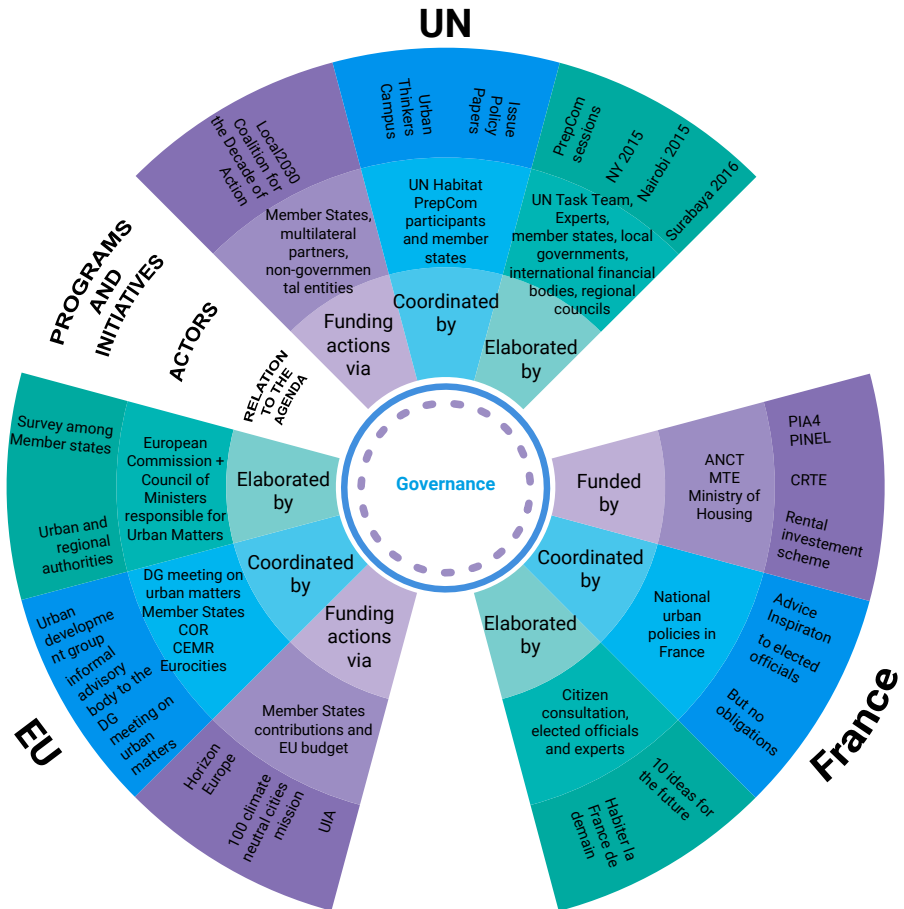 UN
Local2030
Coalition for
the Decade of
Action
Urban
Thinkers
Campus
Issue
Policy
Papers
PrepCom
sessions
NY 2015
Nairobi 2015
Surabaya 2016
Member States,
multilateral
partners,
non-governmen
tal entities
UN Habitat
PrepCom
participants
and member
states
UN Task Team,
Experts,
member states, local
governments,
international financial
bodies, regional
councils
Funding
actions
via
Coordinated
by
Elaborated
by
PROGRAMS
AND
INITIATIVES
ACTORS
RELATION
TO THE
AGENDA
Governance
EU
Survey among
Member states
Urban and
regional
authorities
European
Commission +
Council of
Ministers
responsible for
Urban Matters
Elaborated
by
Urban
developme
nt group
informal
advisory
body to the
DG
meeting on
urban
matters
DG meeting on
urban matters
Member States
COR
CEMR
Eurocities
Coordinated
by
Funding
actions
via
Member States
contributions and
EU budget
Horizon
Europe
100 climate
neutral cities
mission
UIA
France
Funded
by
ANCT
MTE
Ministry of
Housing
PIA4
PINEL
CRTE
Rental
investement
scheme
Coordinated
by
National
urban
policies in
France
Advice
Inspiraton
to elected
officials
But no
obligations
Elaborated
by
Citizen
consultation,
elected officials
and experts
10 ideas for
the future
Habiter la
France de
demain